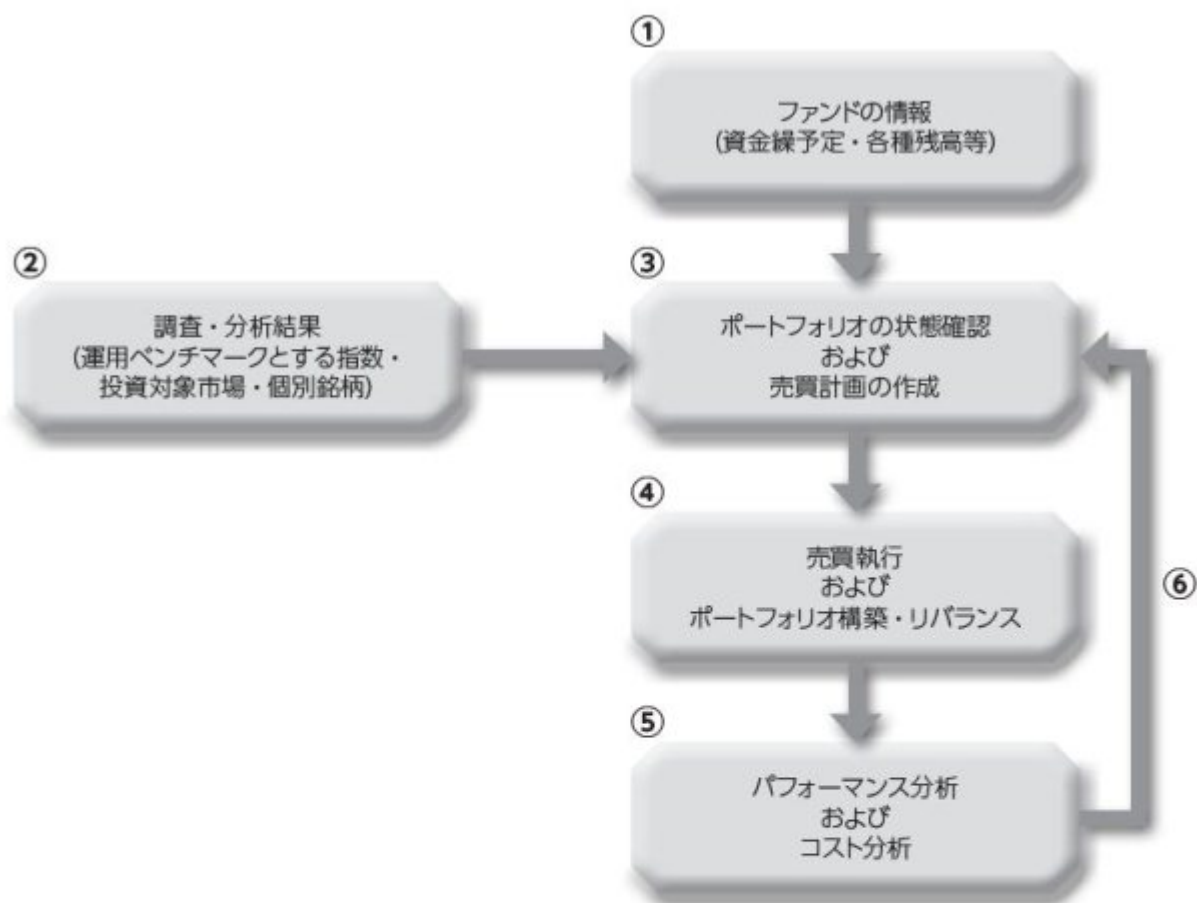 ①
ファンドの情報
(資金繰予定・各種残高等)
②
調査・分析結果
(運用ベンチマークとする指数・
投資対象市場・個別銘柄)
③
ポートフォリオの状態確認
および
売買計画の作成
④
売買執行
および
ポートフォリオ構築・リバランス
⑤
パフォーマンス分析
および
コスト分析
⑥